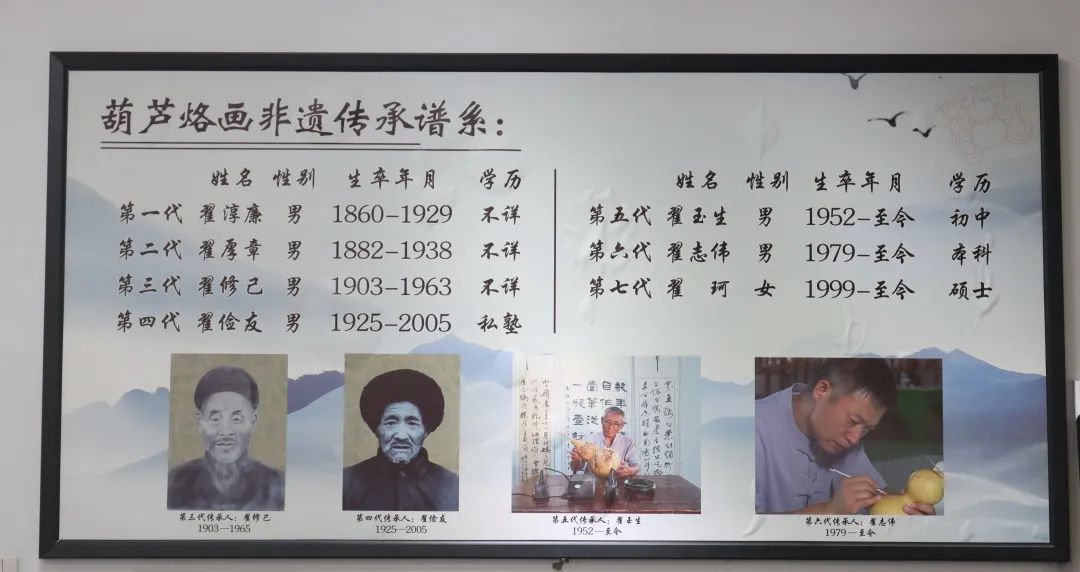 葫芦烙画非遗传承谱系：
姓名 性别 生卒年月 学历
第一代 翟淳廉 男 1860-1929 不详
第二代 翟厚章 男 1882-1938 不详
第三代 翟修己 男 1903-1963 不详
第四代 翟俭友 男 1925-2005 私塾
姓名 性别 生卒年月 学历
第五代 翟玉生 男 1952-至今 初中
第六代 翟志伟 男 1979-至今 本科
第七代 翟珂 女 1999-至今 硕士
第三代传承人：翟修己
1903—1965
第四代传承人：翟俭友
1925—2005
第五代传承人：翟玉生
1952—至今
第六代传承人：翟志伟
1979—至今